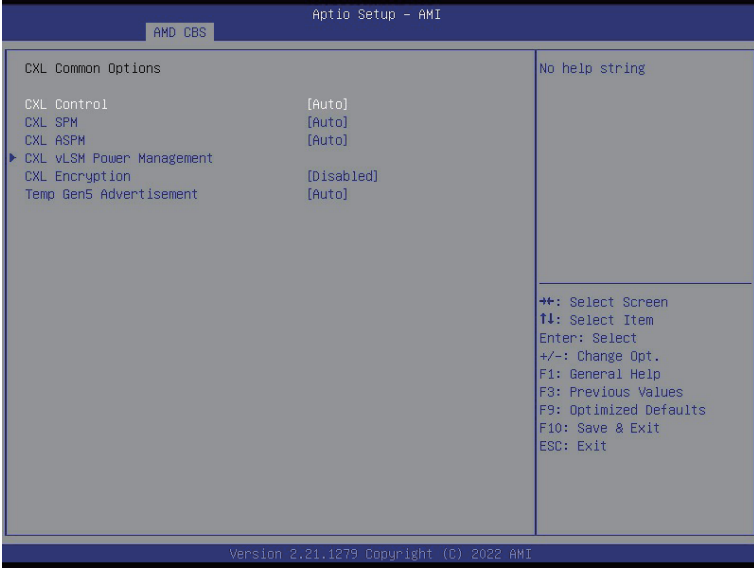 Aptio Setup – AMI
AMD CBS
CXL Common Options
No help string
CXL Control [Auto]
CXL SPM [Auto]
CXL ASPM [Auto]
CXL vLSM Power Management
CXL Encryption [Disabled]
Temp Gen5 Advertisement [Auto]
→←: Select Screen
↑↓: Select Item
Enter: Select
+/-: Change Opt.
F1: General Help
F3: Previous Values
F9: Optimized Defaults
F10: Save & Exit
ESC: Exit
Version 2.21.1279 Copyright (C) 2022 AMI